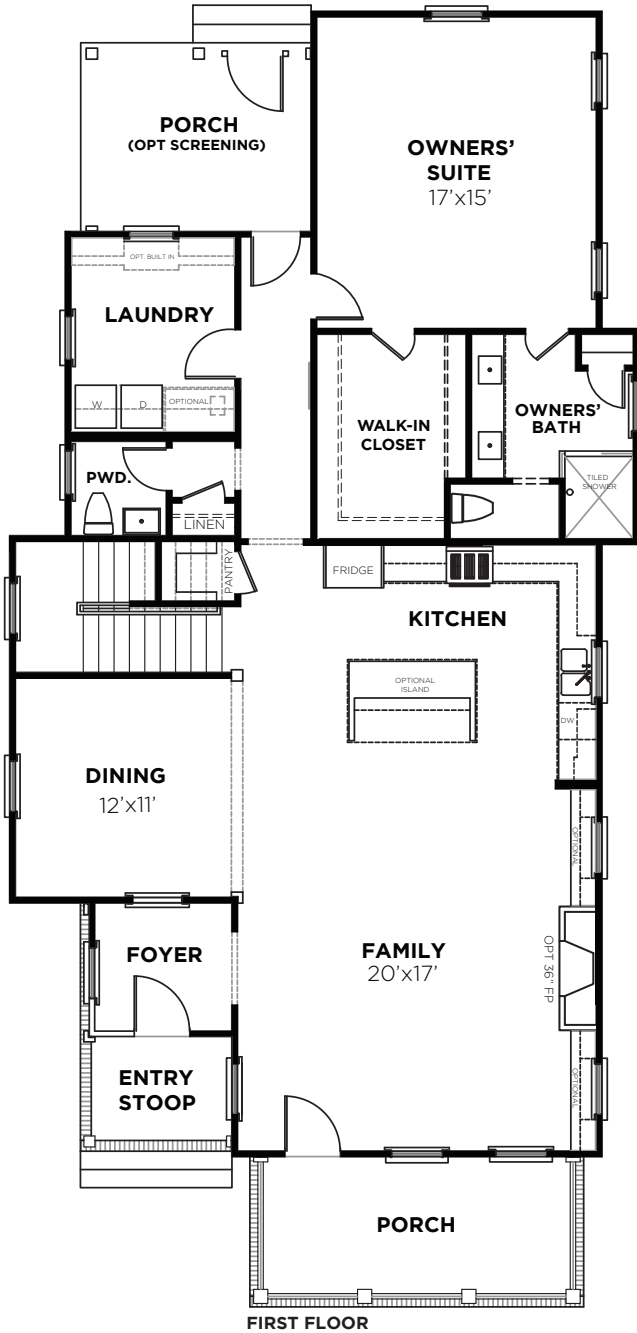 PORCH
(OPT SCREENING)
OWNERS’
SUITE
17’x15’
OPT. BUILT IN
LAUNDRY
W
D
OPTIONAL
WALK-IN
CLOSET
OWNERS’
BATH
TILED
SHOWER
PWD.
LINEN
PANTRY
FRIDGE
KITCHEN
OPTIONAL
ISLAND
DW
DINING
12’x11’
OPTIONAL
FOYER
FAMILY
20’x17’
OPT 36" FP
ENTRY
STOOP
OPTIONAL
PORCH
FIRST FLOOR